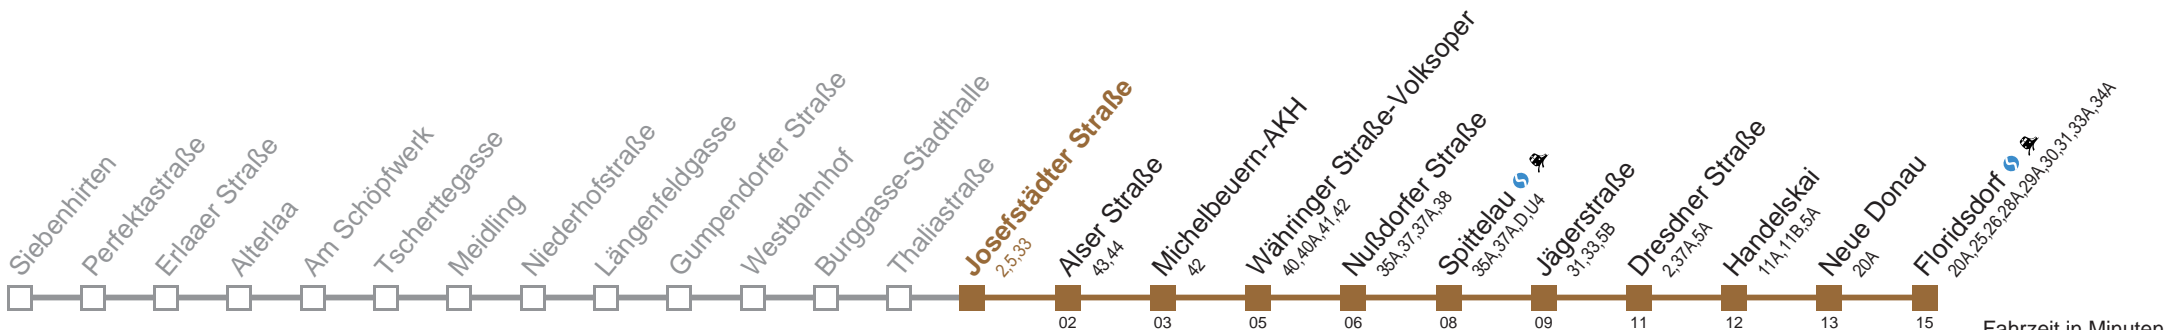 Siebenhirten
Perfektastraße
Erlaaer Straße
Alterlaa
Am Schöpfwerk
Tscherttegasse
Meidling
Niederhofstraße
Längenfeldgasse
Gumpendorfer Straße
Westbahnhof
Burggasse-Stadthalle
Thaliastraße
Josefstädter Straße
2,5,33
Alser Straße
43,44
02
Michelbeuern-AKH
42
03
Währinger Straße-Volksoper
40,40A,41,42
05
Nußdorfer Straße
35A,37,37A,38
06
Spittelau
35A,37A,D,U4
08
Jägerstraße
31,33,5B
09
Dresdner Straße
2,37A,5A
11
Handelskai
11A,11B,5A
12
Neue Donau
20A
13
Floridsdorf
20A,25,26,28A,29A,30,31,33A,34A
15
Fahrzeit in Minuten